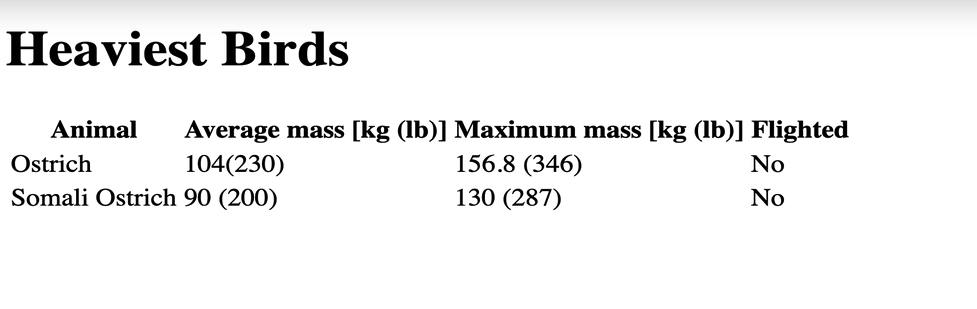 Heaviest Birds
Animal Average mass [kg (lb)] Maximum mass [kg (lb)] Flighted
Ostrich 104(230) 156.8 (346) No
Somali Ostrich 90 (200) 130 (287) No